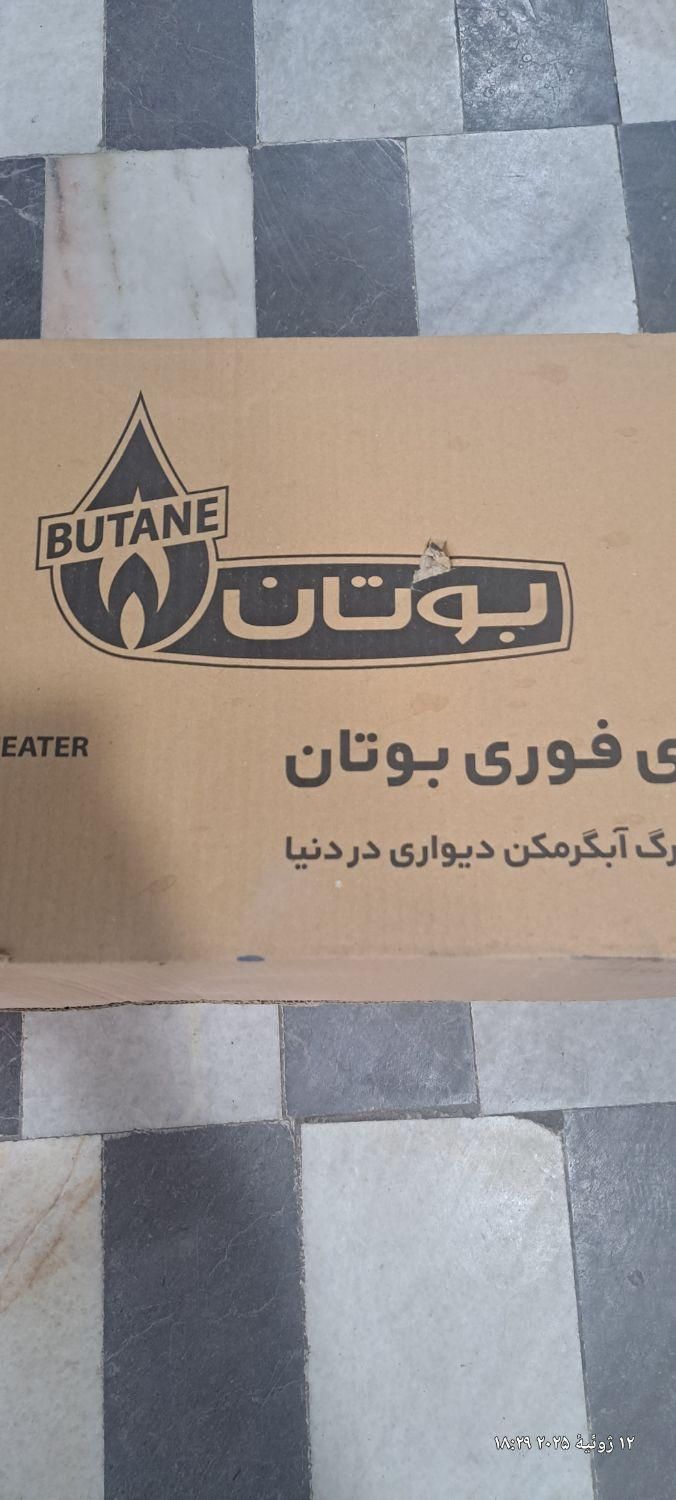 BUTANE
بوتان
EATER
ی فوری بوتان
رگ آبگرمکن دیواری در دنیا
۱۲ ژوئیهٔ ۲۰۲۵ ۱۸:۲۹